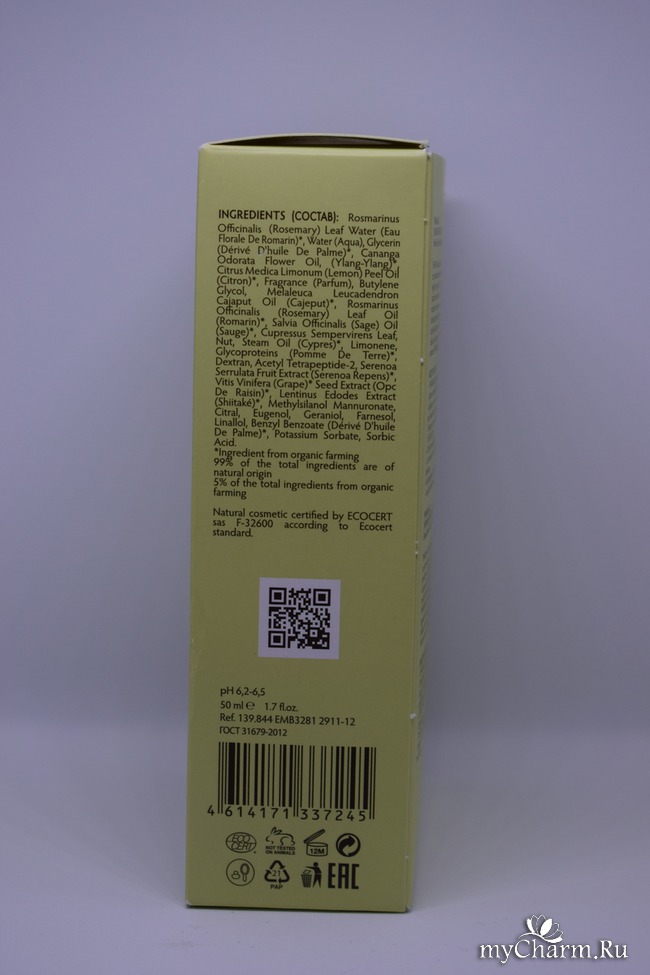 INGREDIENTS (СОСТАВ): Rosmarinus
Officinalis (Rosemary) Leaf Water (Eau
Florale De Romarin)*, Water (Aqua), Glycerin
(Dérivé D'huile De Palme)*, Cananga
Odorata Flower Oil, (Ylang-Ylang)*
Citrus Medica Limonum (Lemon) Peel Oil
(Citron)*, Fragrance (Parfum), Butylene
Glycol, Melaleuca Leucadendron
Cajaput Oil (Cajeput)*, Rosmarinus
Officinalis (Rosemary) Leaf Oil
(Romarin)*, Salvia Officinalis (Sage) Oil
(Sauge)*, Cupressus Sempervirens Leaf,
Nut, Steam Oil (Cypres)*, Limonene,
Glycoproteins (Pomme De Terre)*,
Dextran, Acetyl Tetrapeptide-2, Serenoa
Serrulata Fruit Extract (Serenoa Repens)*,
Vitis Vinifera (Grape)* Seed Extract (Opc
De Raisin)*, Lentinus Edodes Extract
(Shiitaké)*, Methylsilanol Mannuronate,
Citral, Eugenol, Geraniol, Farnesol,
Linallol, Benzyl Benzoate (Dérivé D'huile
De Palme)*, Potassium Sorbate, Sorbic
Acid.
*Ingredient from organic farming
99% of the total ingredients are of
natural origin
5% of the total ingredients from organic
farming
Natural cosmetic certified by ECOCERT
sas F-32600 according to Ecocert
standard.
pH 6,2-6,5
50 ml ℮ 1.7 fl.oz.
Ref. 139.844 EMB3281 2911-12
ГОСТ 31679-2012
4 614171 337245
ECO CERT
NOT TESTED ON ANIMALS
12M
21
PAP
EAC
myCharm.Ru